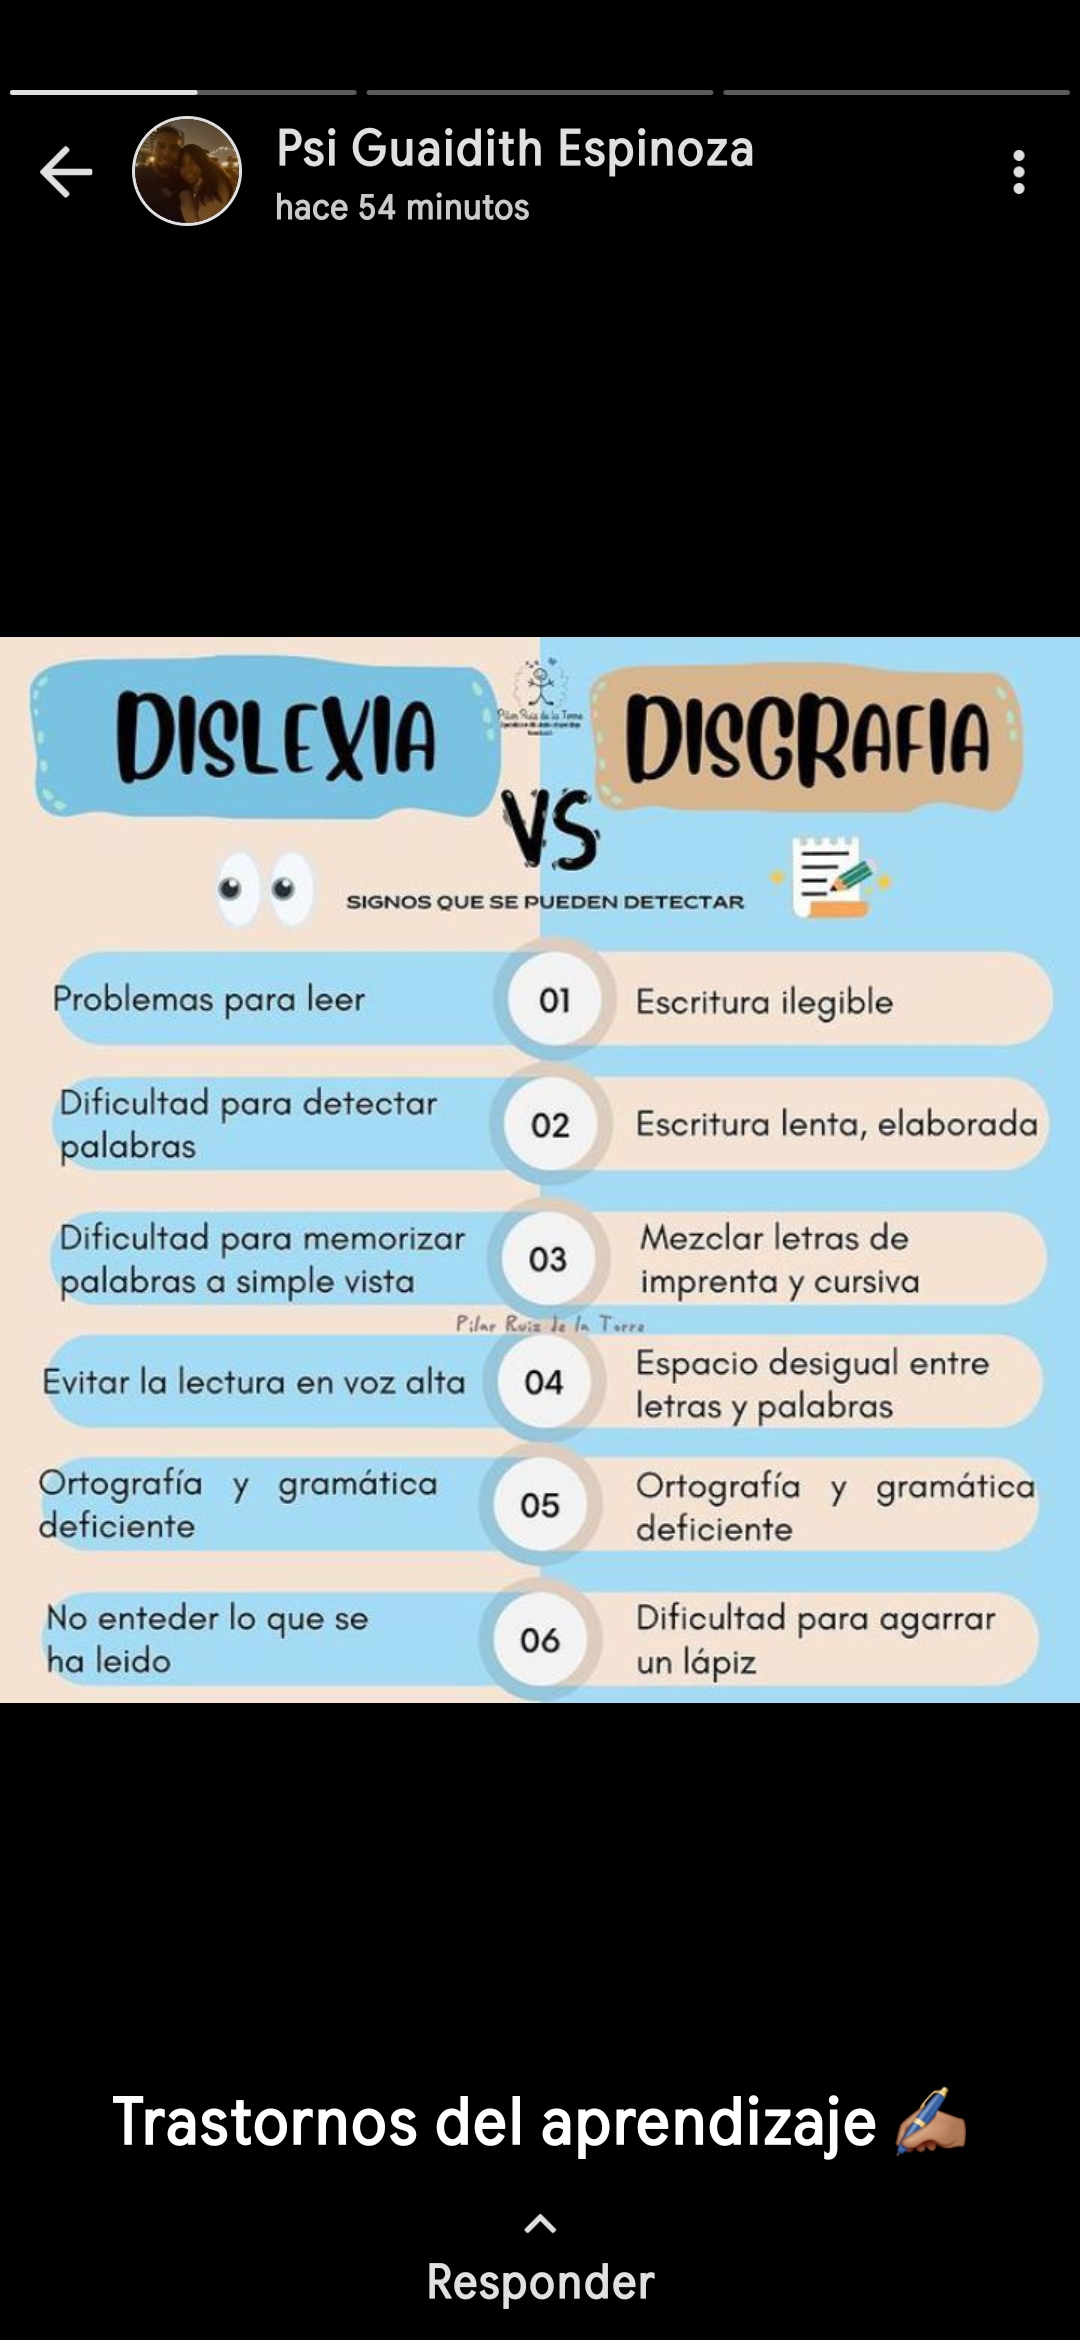 Psi Guaidith Espinoza
hace 54 minutos
DISLEXIA
Pilar Ruiz de la Torre
DISGRAFIA
VS
SIGNOS QUE SE PUEDEN DETECTAR
Problemas para leer
01
Escritura ilegible
Dificultad para detectar
palabras
02
Escritura lenta, elaborada
Dificultad para memorizar
palabras a simple vista
03
Mezclar letras de
imprenta y cursiva
Pilar Ruiz de la Torre
Evitar la lectura en voz alta
04
Espacio desigual entre
letras y palabras
Ortografía y gramática
deficiente
05
Ortografía y gramática
deficiente
No enteder lo que se
ha leido
06
Dificultad para agarrar
un lápiz
Trastornos del aprendizaje ✍🏽
Responder